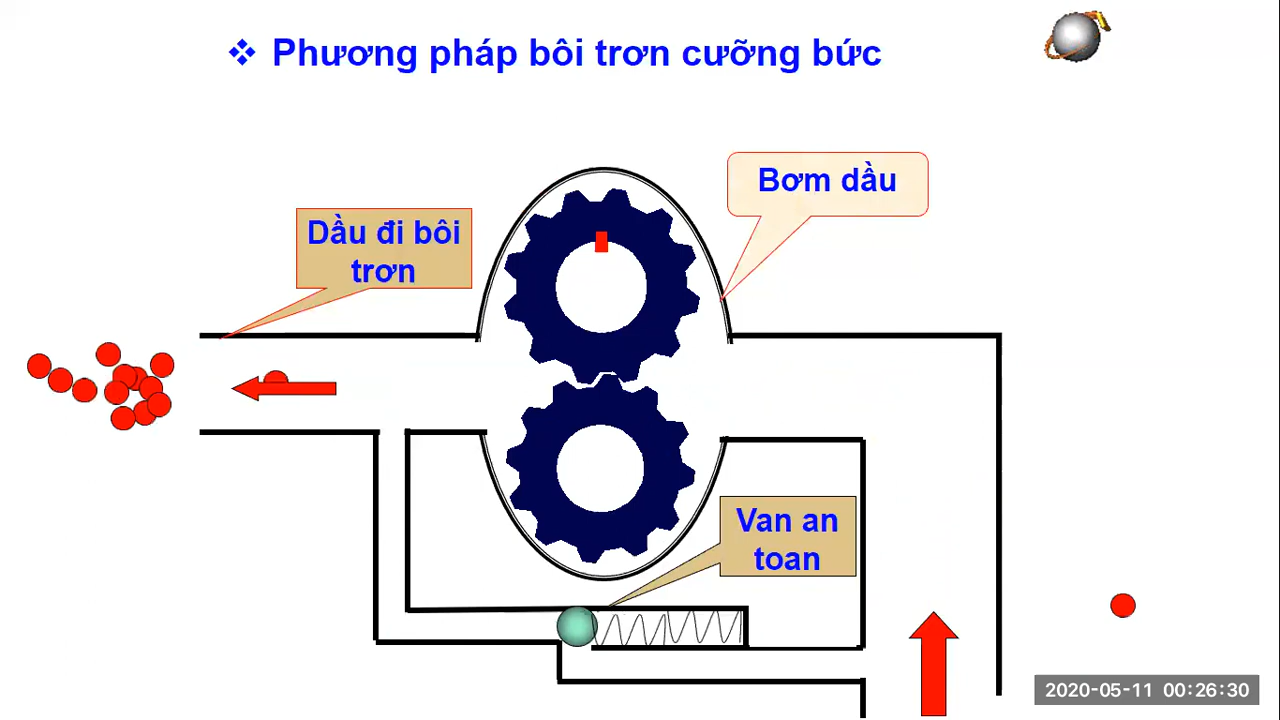 ❖ Phương pháp bôi trơn cưỡng bức
Bơm dầu
Dầu đi bôi
trơn
Van an
toan
2020-05-11 00:26:30